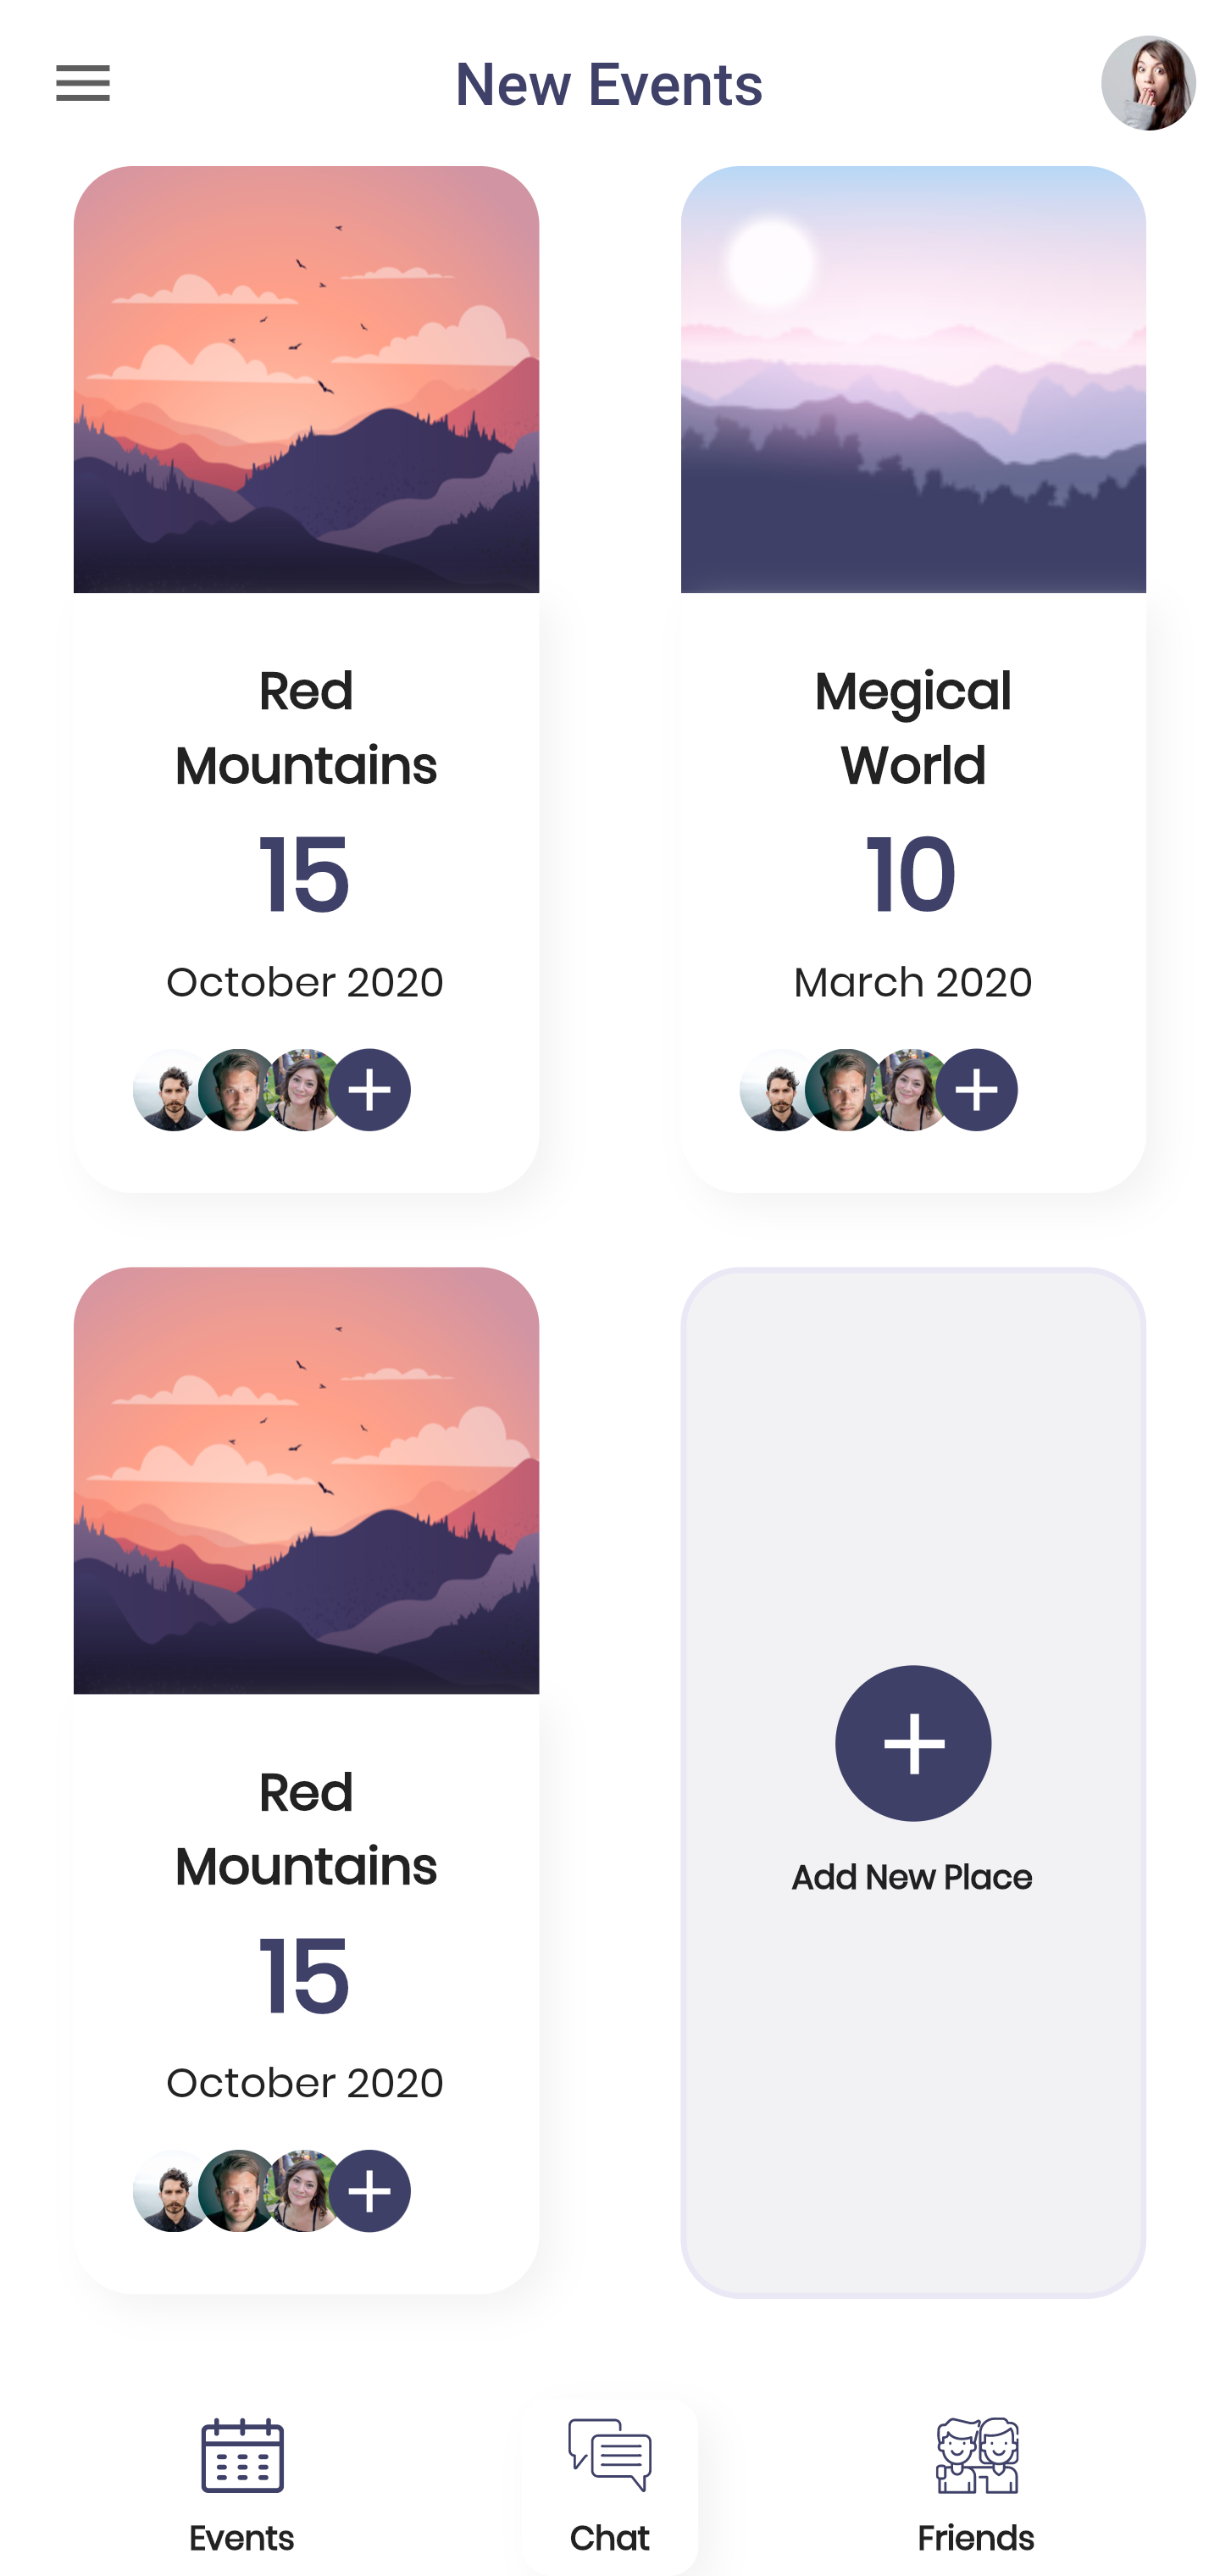 New Events
Red
Mountains
15
October 2020
Megical
World
10
March 2020
Red
Mountains
15
October 2020
Add New Place
Events
Chat
Friends